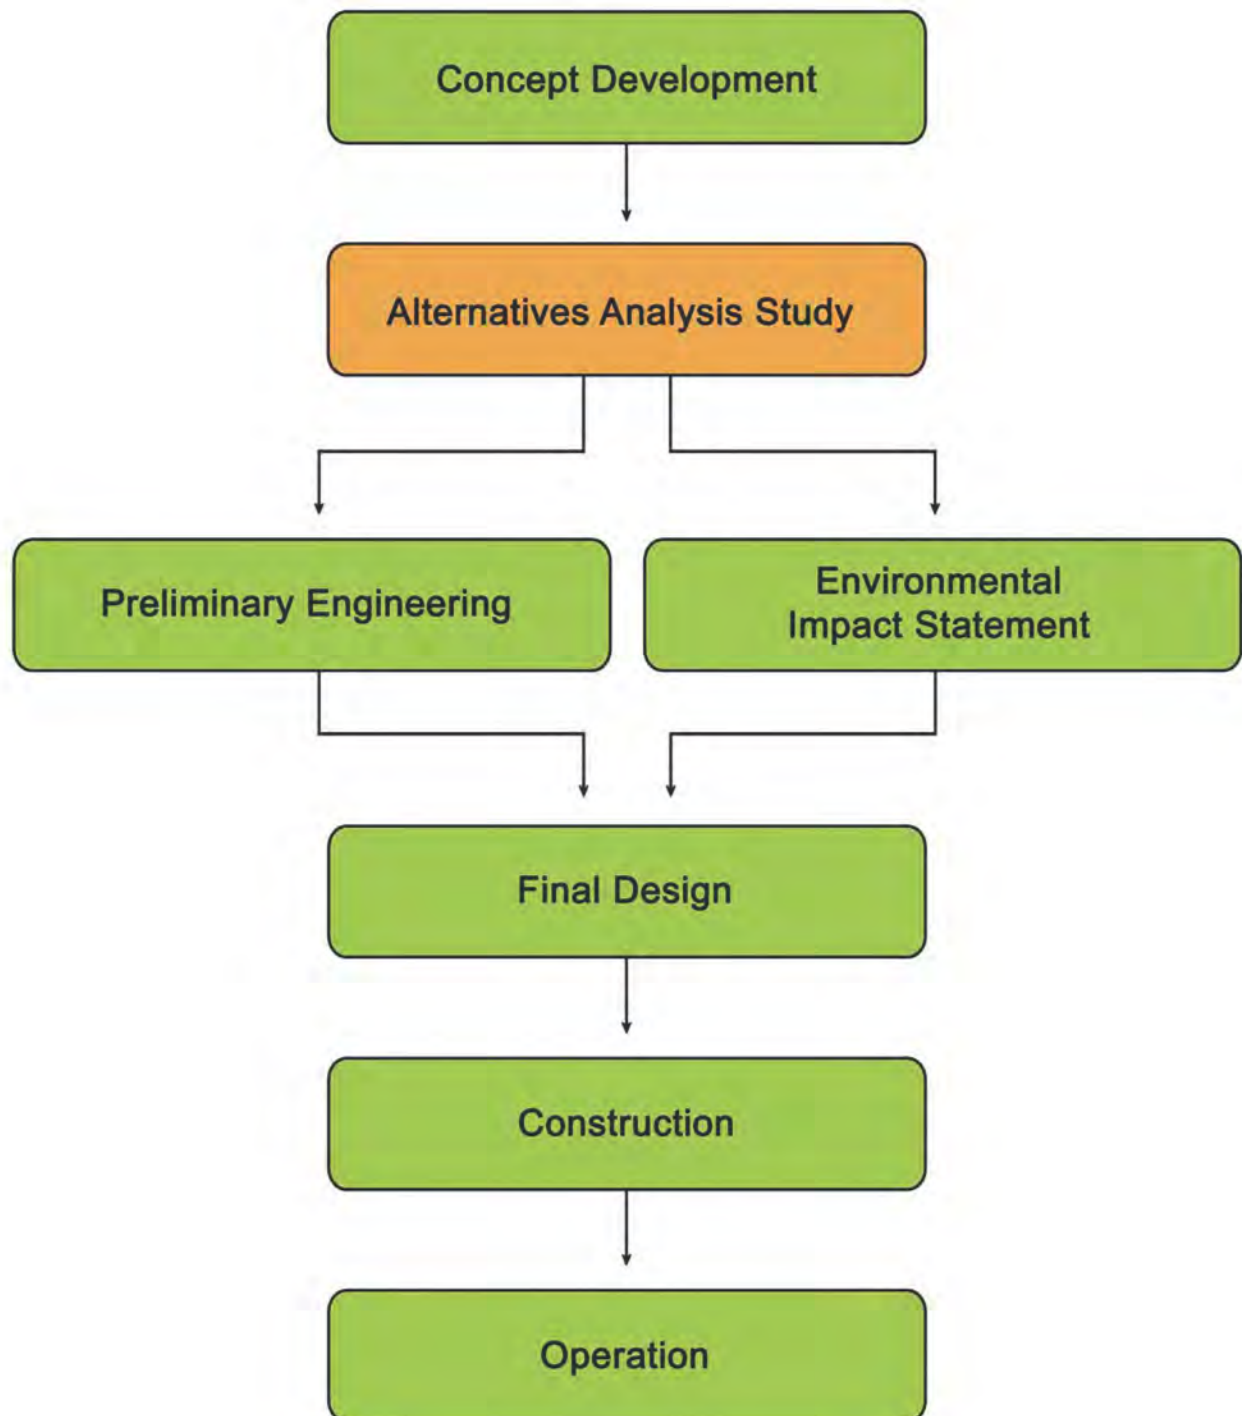 Concept Development
Alternatives Analysis Study
Preliminary Engineering
Environmental
Impact Statement
Final Design
Construction
Operation